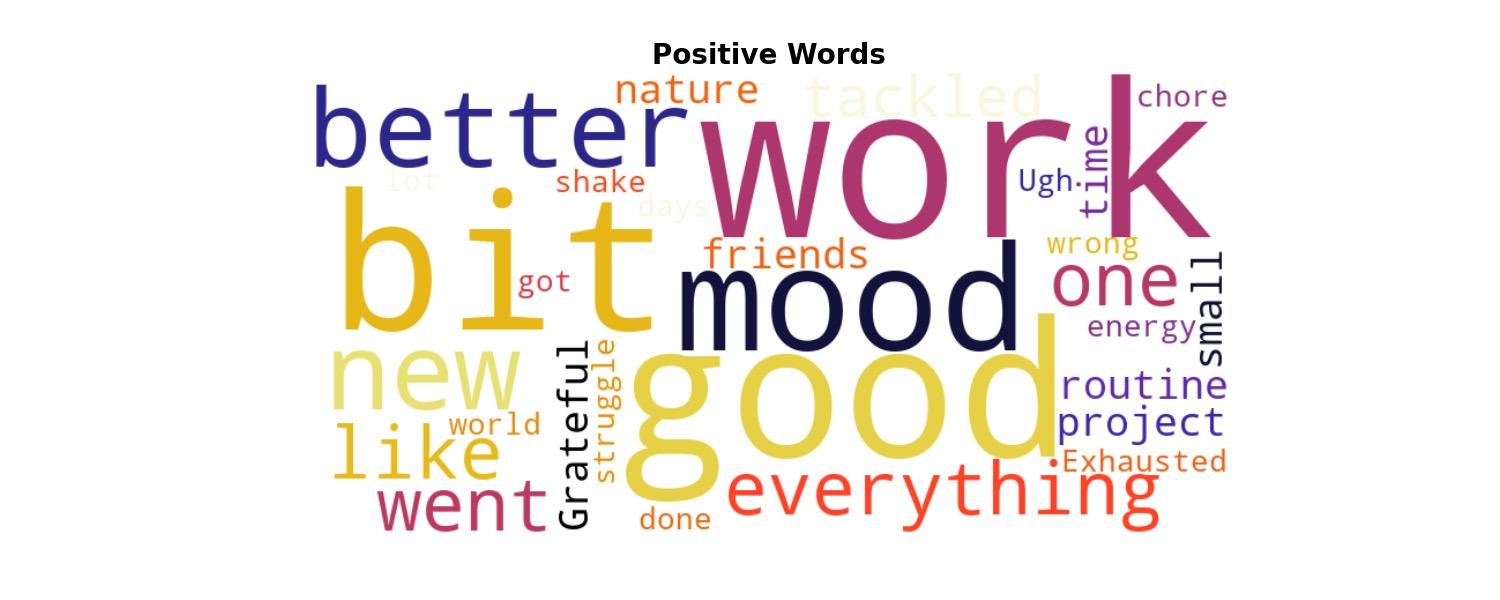 Positive Words
better
nature
tackled
work
chore
time
Ugh
lot
shake
days
bit
got
friends
wrong
mood
one
small
energy
new
Grateful
struggle
good
routine
project
world
like
went
done
everything
Exhausted